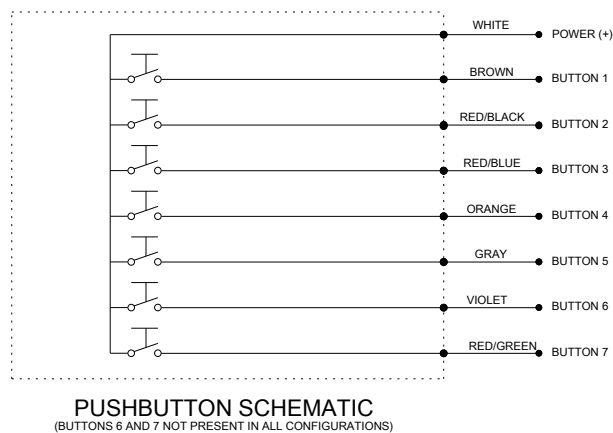 WHITE POWER (+)
BROWN BUTTON 1
RED/BLACK BUTTON 2
RED/BLUE BUTTON 3
ORANGE BUTTON 4
GRAY BUTTON 5
VIOLET BUTTON 6
RED/GREEN BUTTON 7
PUSHBUTTON SCHEMATIC
(BUTTONS 6 AND 7 NOT PRESENT IN ALL CONFIGURATIONS)